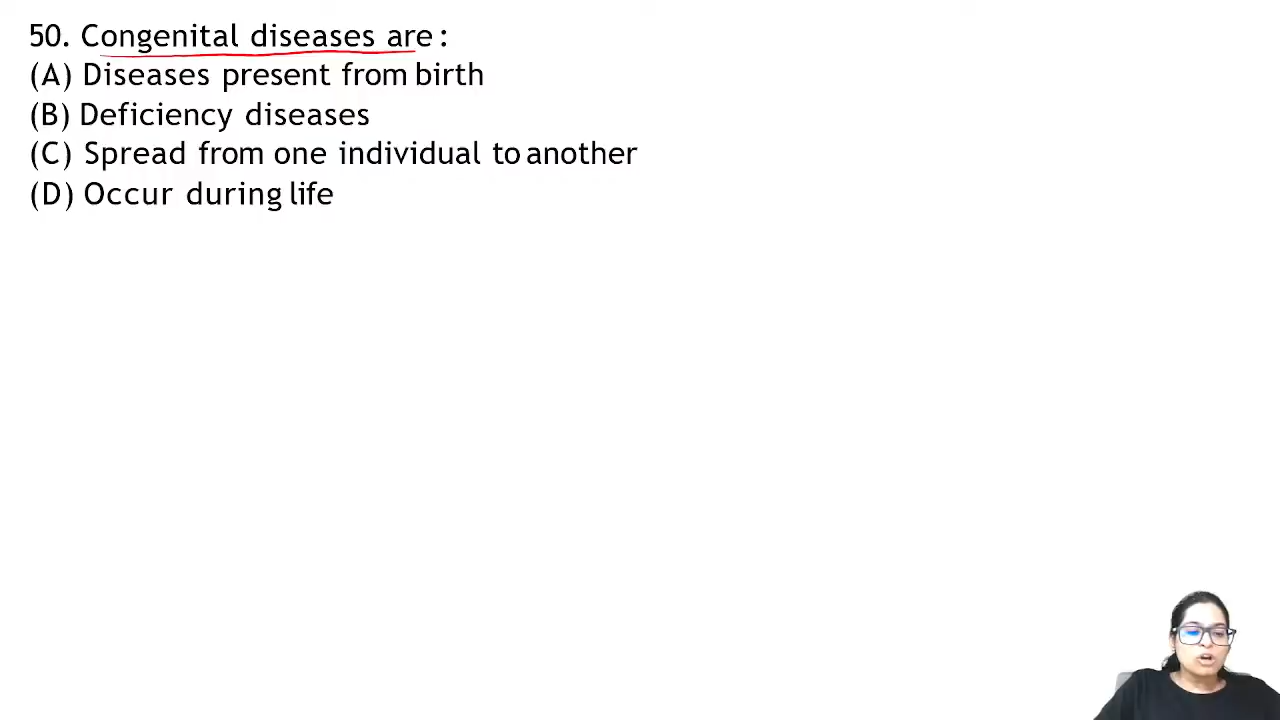 50. Congenital diseases are:
(A) Diseases present from birth
(B) Deficiency diseases
(C) Spread from one individual to another
(D) Occur during life